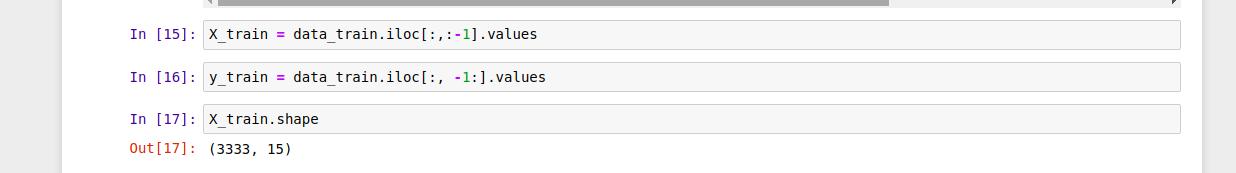 In [15]: X_train = data_train.iloc[:,:-1].values
In [16]: y_train = data_train.iloc[:, -1:].values
In [17]: X_train.shape
Out[17]: (3333, 15)